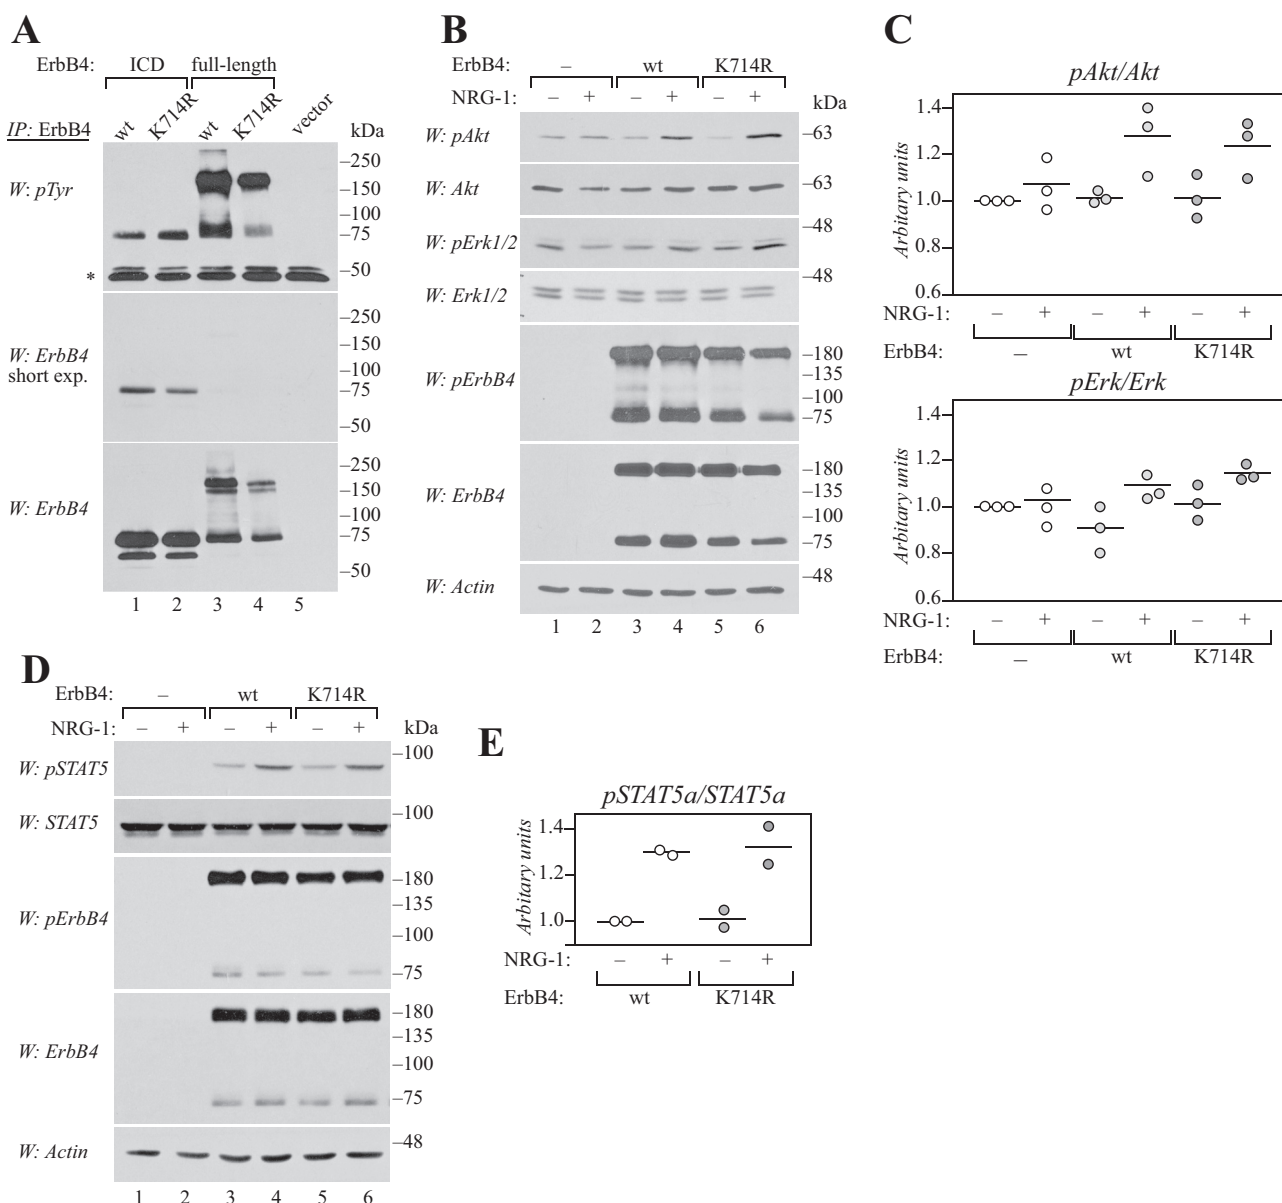 A
ErbB4: ICD full-length
IP: ErbB4 wt K714R wt K714R vector kDa
W: pTyr
–250
–150
–100
–75
–50
*
W: ErbB4
short exp.
–250
–150
–100
–75
–50
W: ErbB4
–250
–150
–100
–75
–50
1 2 3 4 5
B
ErbB4: – wt K714R
NRG-1: – + – + – + kDa
W: pAkt –63
W: Akt –63
W: pErk1/2 –48
W: Erk1/2 –48
W: pErbB4
–180
–135
–100
–75
W: ErbB4
–180
–135
–100
–75
W: Actin –48
1 2 3 4 5 6
C
pAkt/Akt
Arbitary units
1.4
1.2
1.0
0.8
0.6
NRG-1: – + – + – +
ErbB4: – wt K714R
pErk/Erk
Arbitary units
1.4
1.2
1.0
0.8
0.6
NRG-1: – + – + – +
ErbB4: – wt K714R
D
ErbB4: – wt K714R
NRG-1: – + – + – + kDa
W: pSTAT5 –100
W: STAT5 –100
W: pErbB4
–180
–135
–100
–75
W: ErbB4
–180
–135
–100
–75
W: Actin –48
1 2 3 4 5 6
E
pSTAT5a/STAT5a
Arbitary units
1.4
1.2
1.0
NRG-1: – + – +
ErbB4: wt K714R